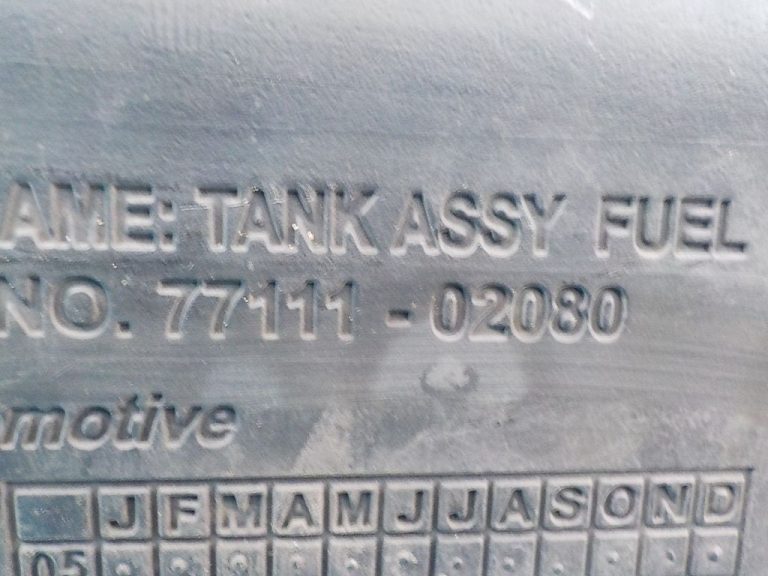 AME: TANK ASSY FUEL
NO. 77111-02080
motive
J F M A M J J A S O N D
05